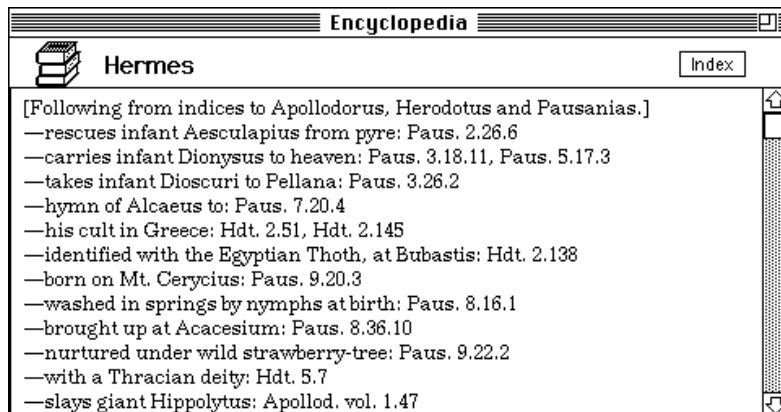 Encyclopedia
Hermes
Index
[Following from indices to Apollodorus, Herodotus and Pausanias.]
—rescues infant Aesculapius from pyre: Paus. 2.26.6
—carries infant Dionysus to heaven: Paus. 3.18.11, Paus. 5.17.3
—takes infant Dioscuri to Pellana: Paus. 3.26.2
—hymn of Alcaeus to: Paus. 7.20.4
—his cult in Greece: Hdt. 2.51, Hdt. 2.145
—identified with the Egyptian Thoth, at Bubastis: Hdt. 2.138
—born on Mt. Cerycius: Paus. 9.20.3
—washed in springs by nymphs at birth: Paus. 8.16.1
—brought up at Acacesium: Paus. 8.36.10
—nurtured under wild strawberry-tree: Paus. 9.22.2
—with a Thracian deity: Hdt. 5.7
—slays giant Hippolytus: Apollod. vol. 1.47